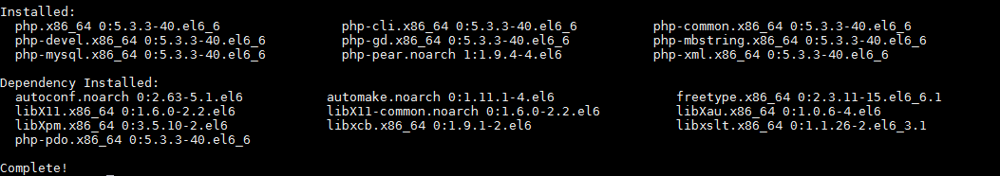 Installed:
php.x86_64 0:5.3.3-40.el6_6 php-cli.x86_64 0:5.3.3-40.el6_6 php-common.x86_64 0:5.3.3-40.el6_6
php-devel.x86_64 0:5.3.3-40.el6_6 php-gd.x86_64 0:5.3.3-40.el6_6 php-mbstring.x86_64 0:5.3.3-40.el6_6
php-mysql.x86_64 0:5.3.3-40.el6_6 php-pear.noarch 1:1.9.4-4.el6 php-xml.x86_64 0:5.3.3-40.el6_6
Dependency Installed:
autoconf.noarch 0:2.63-5.1.el6 automake.noarch 0:1.11.1-4.el6 freetype.x86_64 0:2.3.11-15.el6_6.1
libX11.x86_64 0:1.6.0-2.2.el6 libX11-common.noarch 0:1.6.0-2.2.el6 libXau.x86_64 0:1.0.6-4.el6
libXpm.x86_64 0:3.5.10-2.el6 libxcb.x86_64 0:1.9.1-2.el6 libxslt.x86_64 0:1.1.26-2.el6_3.1
php-pdo.x86_64 0:5.3.3-40.el6_6
Complete!